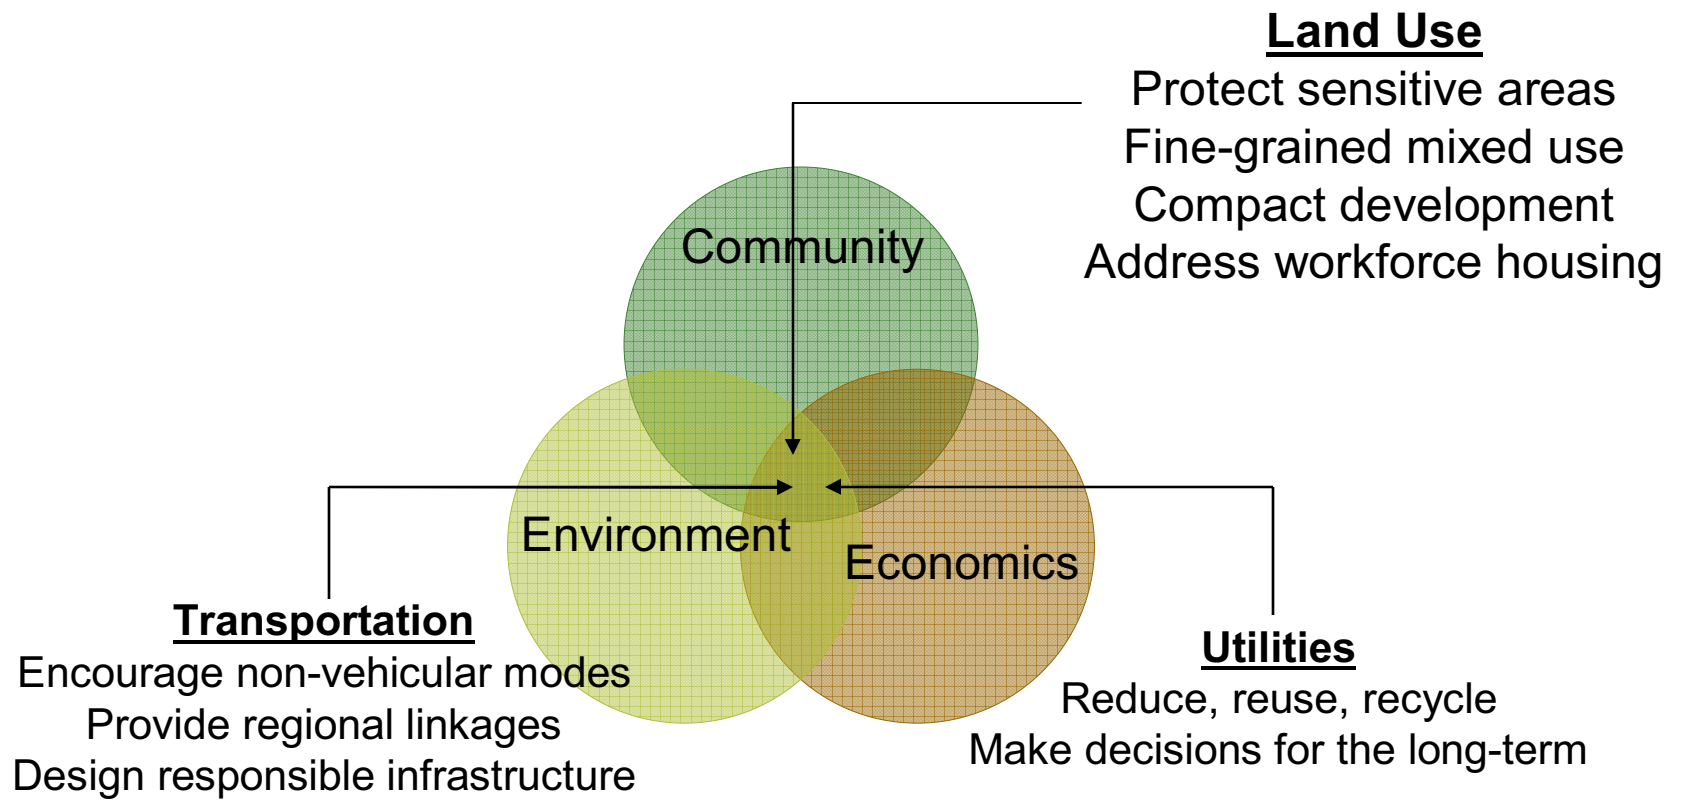 Land Use
Protect sensitive areas
Fine-grained mixed use
Compact development
Address workforce housing
Community
Environment
Economics
Transportation
Encourage non-vehicular modes
Provide regional linkages
Design responsible infrastructure
Utilities
Reduce, reuse, recycle
Make decisions for the long-term